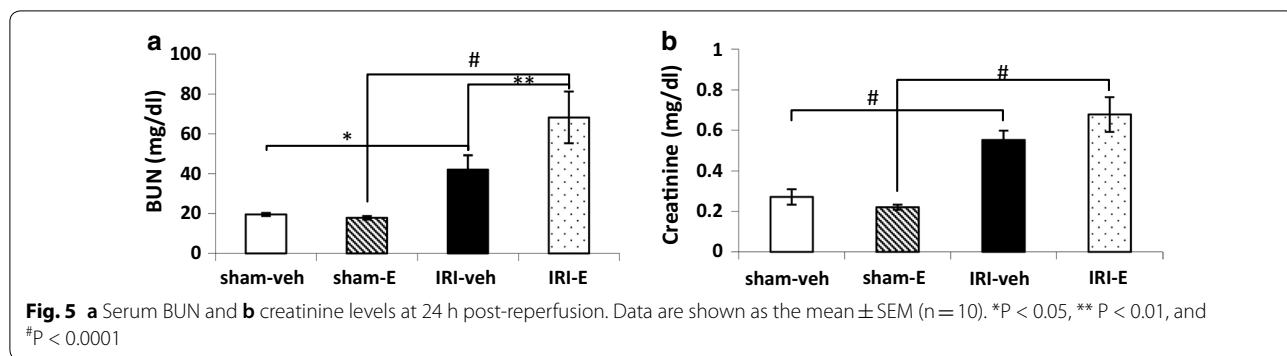 a
100
80
60
40
20
0
BUN (mg/dl)
*
#
**
sham-veh sham-E IRI-veh IRI-E
b
1
0.8
0.6
0.4
0.2
0
Creatinine (mg/dl)
#
#
sham-veh sham-E IRI-veh IRI-E
Fig. 5 a Serum BUN and b creatinine levels at 24 h post-reperfusion. Data are shown as the mean ± SEM (n = 10). *P < 0.05, ** P < 0.01, and
#P < 0.0001